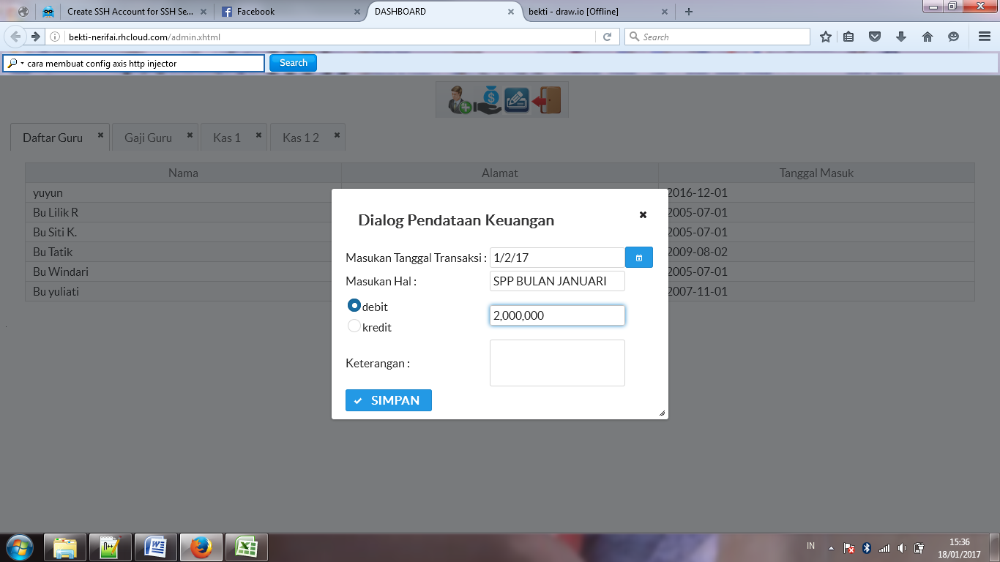 Create SSH Account for SSH Se...
Facebook
DASHBOARD
bekti - draw.io [Offline]
bekti-nerifai.rhcloud.com/admin.xhtml
Search
cara membuat config axis http injector
Search
Daftar Guru
Gaji Guru
Kas 1
Kas 1 2
Nama
Alamat
Tanggal Masuk
yuyun
2016-12-01
Bu Lilik R
2005-07-01
Bu Siti K.
2005-07-01
Bu Tatik
2009-08-02
Bu Windari
2005-07-01
Bu yuliati
2007-11-01
Dialog Pendataan Keuangan
Masukan Tanggal Transaksi :
1/2/17
Masukan Hal :
SPP BULAN JANUARI
debit
kredit
2,000,000
Keterangan :
SIMPAN
IN
15:36
18/01/2017